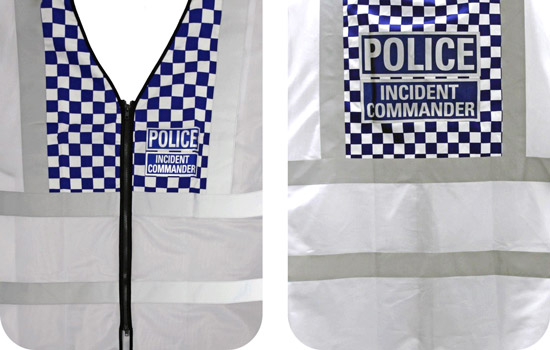 POLICE
INCIDENT
COMMANDER
POLICE
INCIDENT
COMMANDER